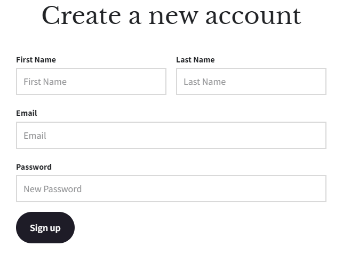 Create a new account
First Name Last Name
First Name Last Name
Email
Email
Password
New Password
Sign up